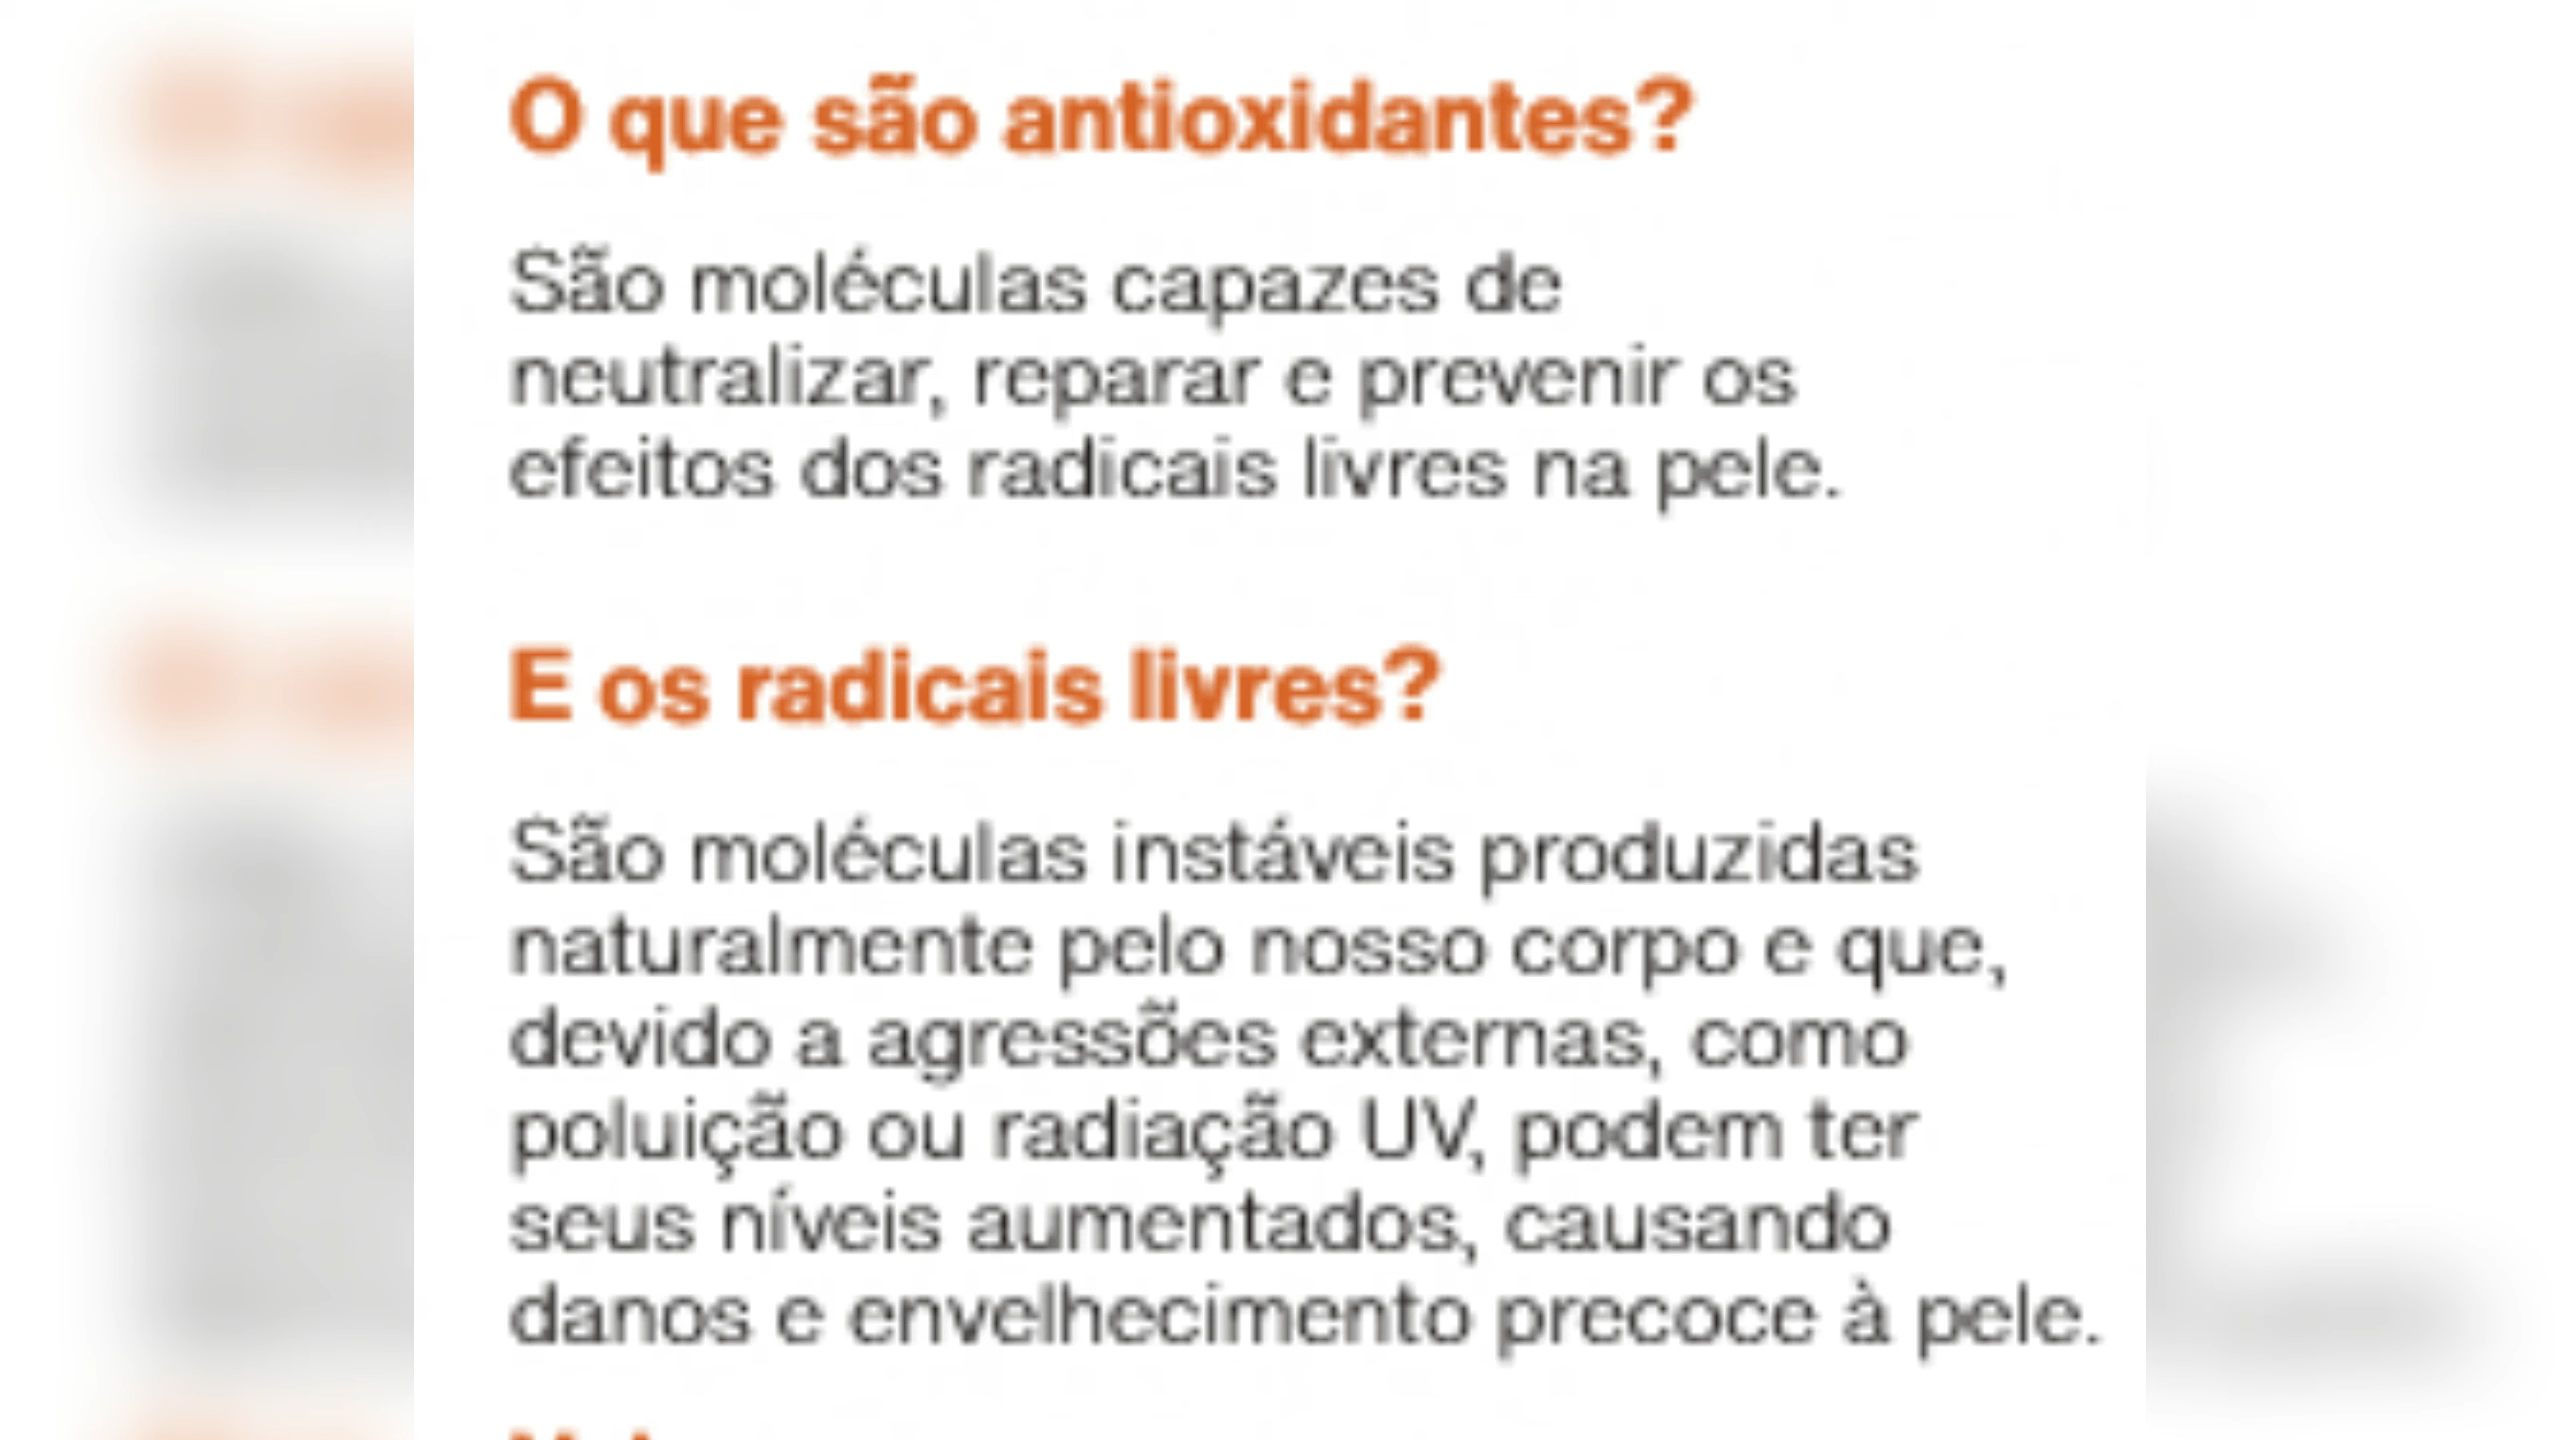 O que são antioxidantes?
São moléculas capazes de
neutralizar, reparar e prevenir os
efeitos dos radicais livres na pele.
E os radicais livres?
São moléculas instáveis produzidas
naturalmente pelo nosso corpo e que,
devido a agressões externas, como
poluição ou radiação UV, podem ter
seus níveis aumentados, causando
danos e envelhecimento precoce à pele.